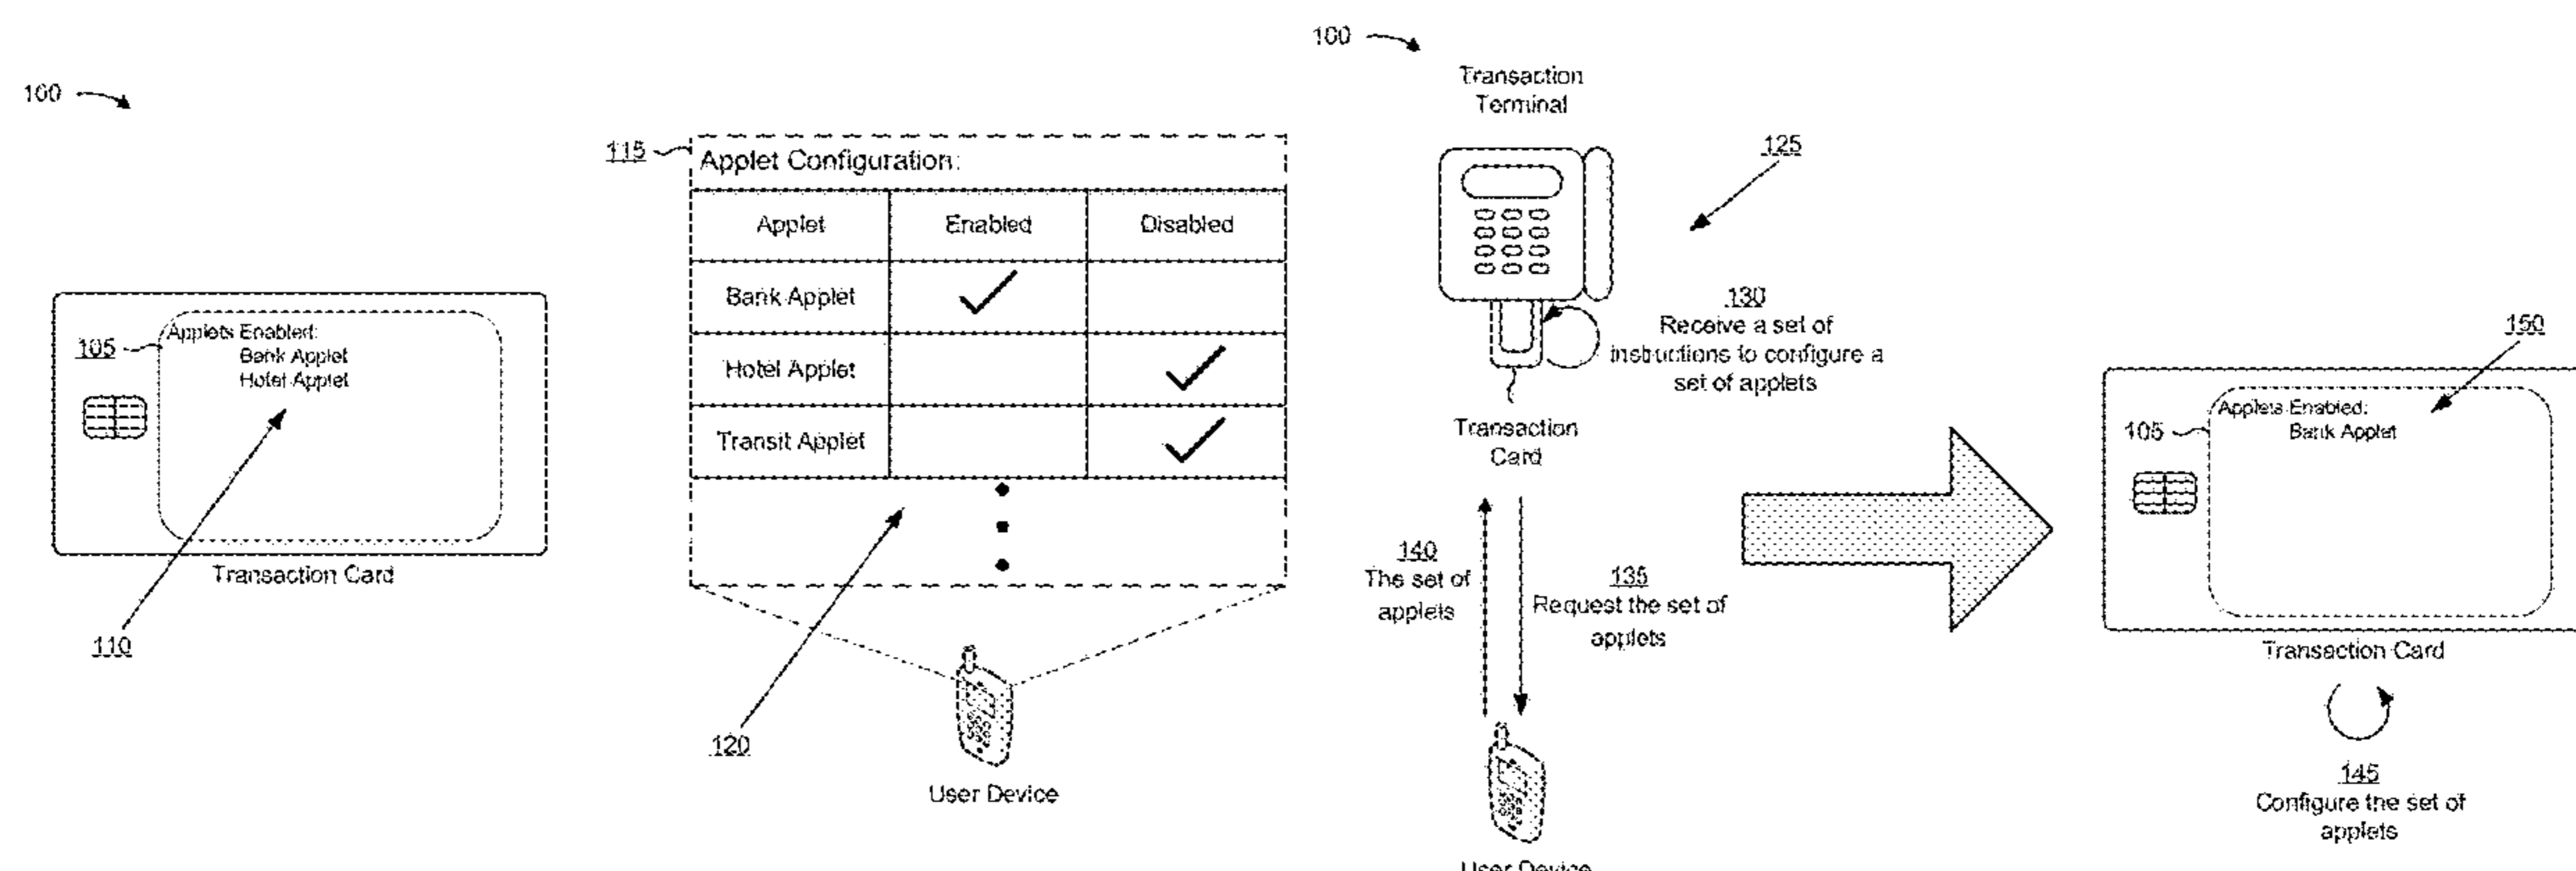 100
105
Applets Enabled:
Bank Applet
Hotel Applet
Transaction Card
110
115
Applet Configuration:
Applet Enabled Disabled
Bank Applet
Hotel Applet
Transit Applet
120
User Device
100
Transaction
Terminal
125
130
Receive a set of
instructions to configure a
set of applets
Transaction
Card
140
The set of
applets
135
Request the set of
applets
User Device
150
105
Applets Enabled:
Bank Applet
Transaction Card
145
Configure the set of
applets